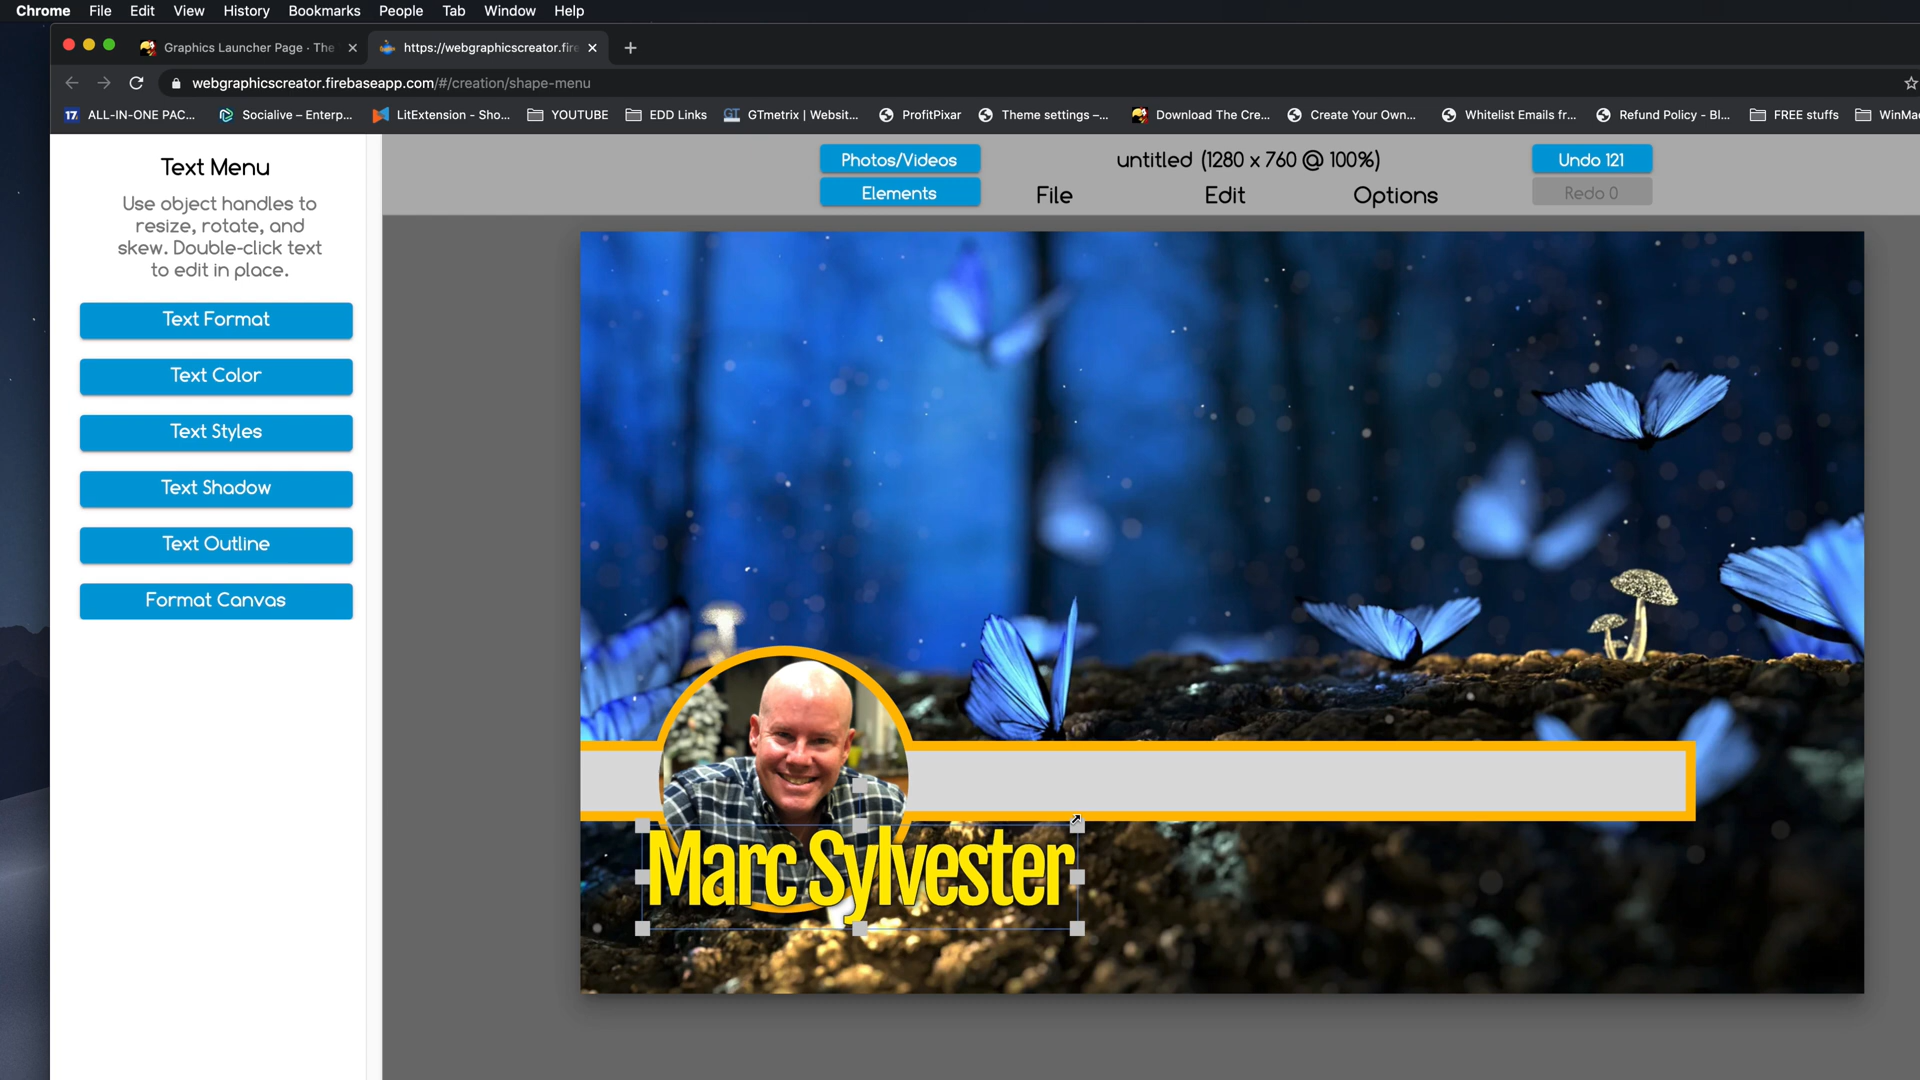 Chrome File Edit View History Bookmarks People Tab Window Help
Graphics Launcher Page · The
https://webgraphicscreator.fire
webgraphicscreator.firebaseapp.com/#/creation/shape-menu
17 ALL-IN-ONE PAC... Socialive – Enterp... LitExtension - Sho... YOUTUBE EDD Links GT GTmetrix | Websit... ProfitPixar Theme settings –... Download The Cre... Create Your Own... Whitelist Emails fr... Refund Policy - Bl... FREE stuffs WinMa
Text Menu
Use object handles to
resize, rotate, and
skew. Double-click text
to edit in place.
Text Format
Text Color
Text Styles
Text Shadow
Text Outline
Format Canvas
Photos/Videos
Elements
untitled (1280 x 760 @ 100%)
File Edit Options
Undo 121
Redo 0
Marc Sylvester